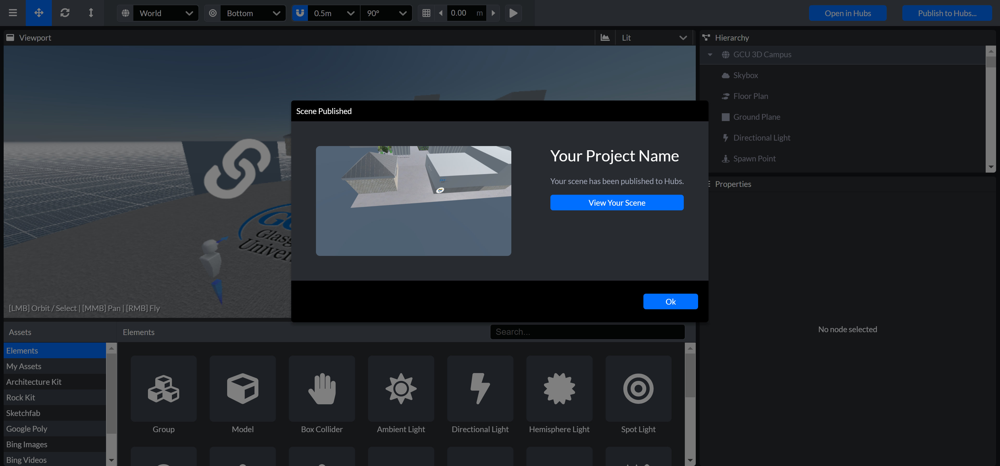 World
Bottom
0.5m
90°
0.00 m
Open in Hubs
Publish to Hubs...
Viewport
Lit
Hierarchy
GCU 3D Campus
Skybox
Floor Plan
Ground Plane
Directional Light
Spawn Point
Scene Published
Your Project Name
Your scene has been published to Hubs.
View Your Scene
Ok
Properties
No node selected
[LMB] Orbit / Select | [MMB] Pan | [RMB] Fly
Assets
Elements
Search...
Elements
My Assets
Architecture Kit
Rock Kit
Sketchfab
Google Poly
Bing Images
Bing Videos
Group
Model
Box Collider
Ambient Light
Directional Light
Hemisphere Light
Spot Light